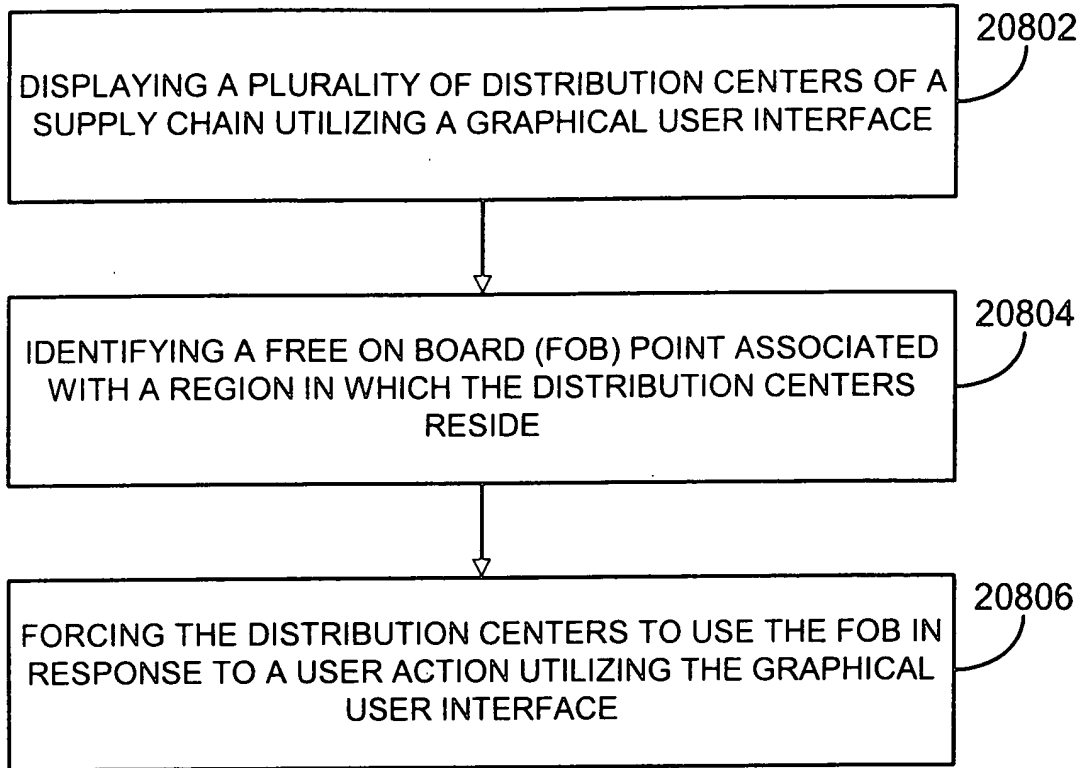 20802
DISPLAYING A PLURALITY OF DISTRIBUTION CENTERS OF A
SUPPLY CHAIN UTILIZING A GRAPHICAL USER INTERFACE
20804
IDENTIFYING A FREE ON BOARD (FOB) POINT ASSOCIATED
WITH A REGION IN WHICH THE DISTRIBUTION CENTERS
RESIDE
20806
FORCING THE DISTRIBUTION CENTERS TO USE THE FOB IN
RESPONSE TO A USER ACTION UTILIZING THE GRAPHICAL
USER INTERFACE